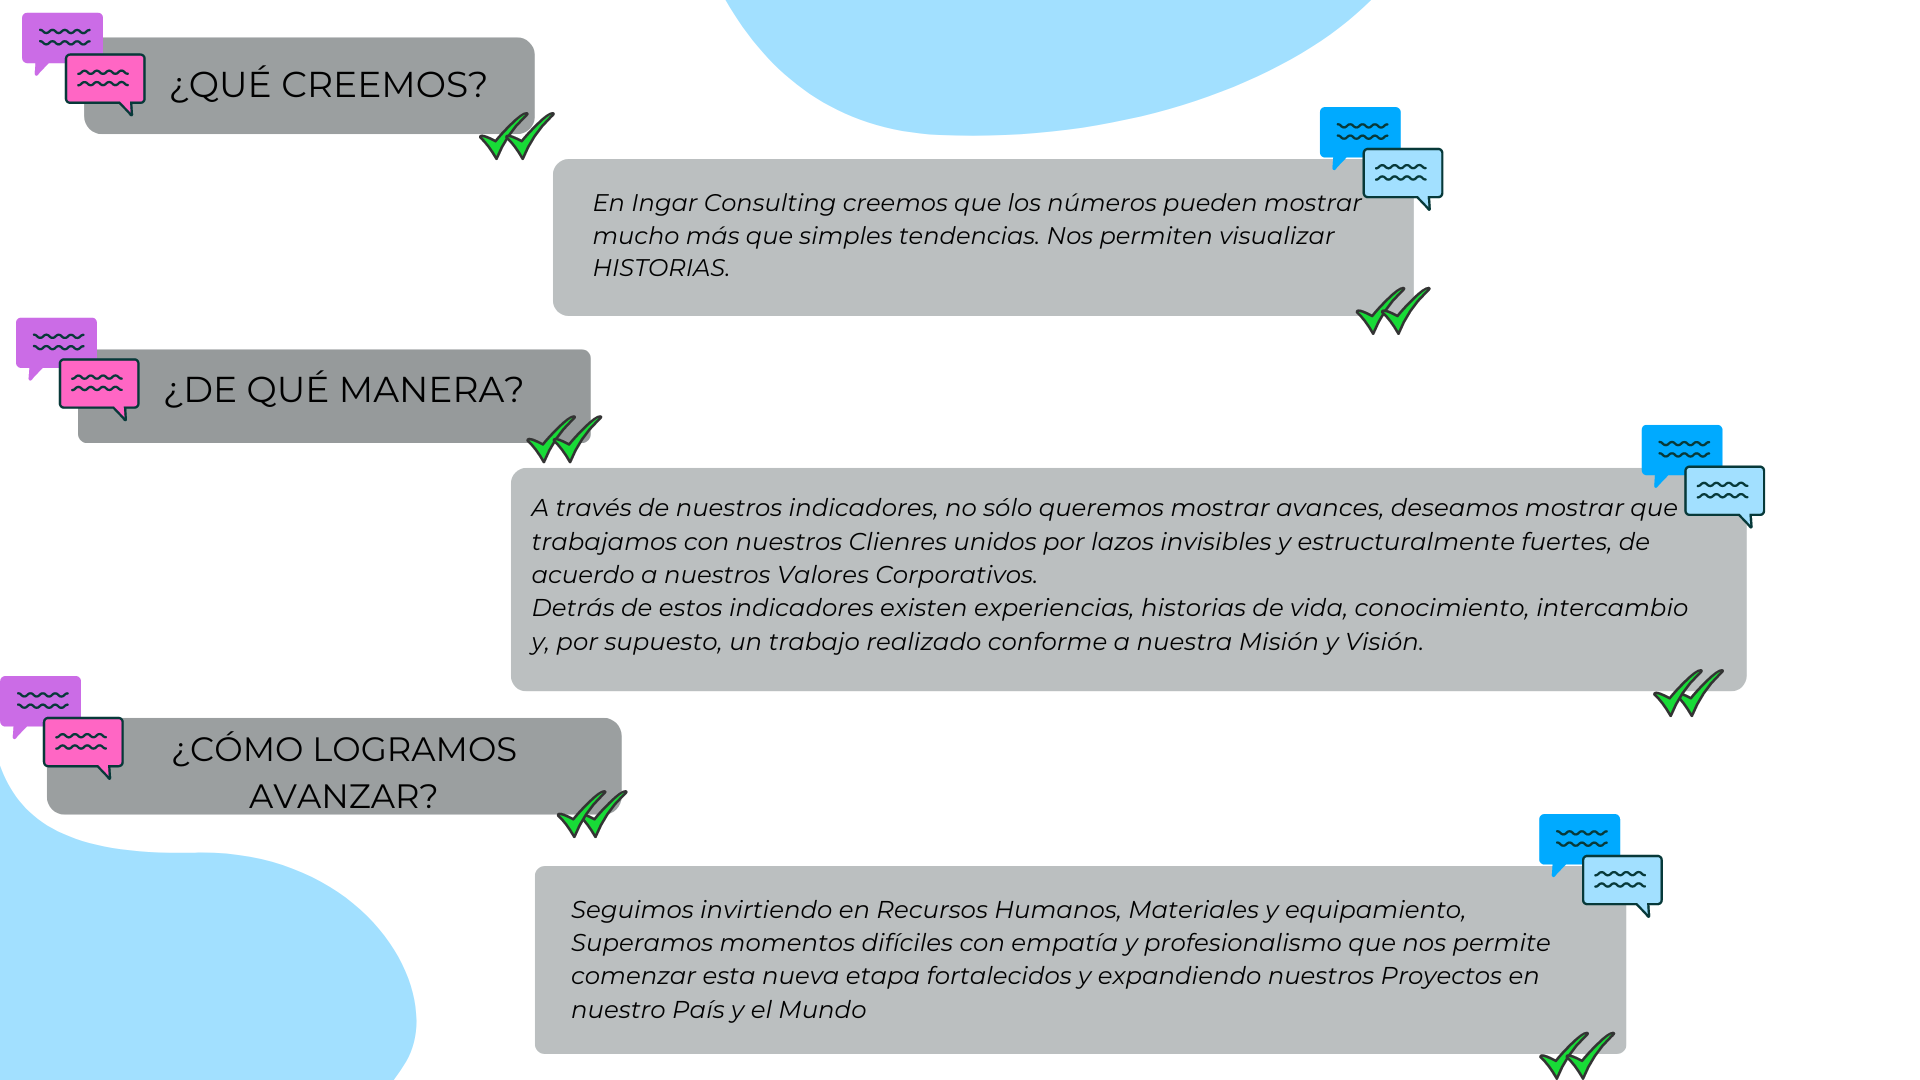 ¿QUÉ CREEMOS?
En Ingar Consulting creemos que los números pueden mostrar
mucho más que simples tendencias. Nos permiten visualizar
HISTORIAS.
¿DE QUÉ MANERA?
A través de nuestros indicadores, no sólo queremos mostrar avances, deseamos mostrar que
trabajamos con nuestros Clienres unidos por lazos invisibles y estructuralmente fuertes, de
acuerdo a nuestros Valores Corporativos.
Detrás de estos indicadores existen experiencias, historias de vida, conocimiento, intercambio
y, por supuesto, un trabajo realizado conforme a nuestra Misión y Visión.
¿CÓMO LOGRAMOS
AVANZAR?
Seguimos invirtiendo en Recursos Humanos, Materiales y equipamiento,
Superamos momentos difíciles con empatía y profesionalismo que nos permite
comenzar esta nueva etapa fortalecidos y expandiendo nuestros Proyectos en
nuestro País y el Mundo